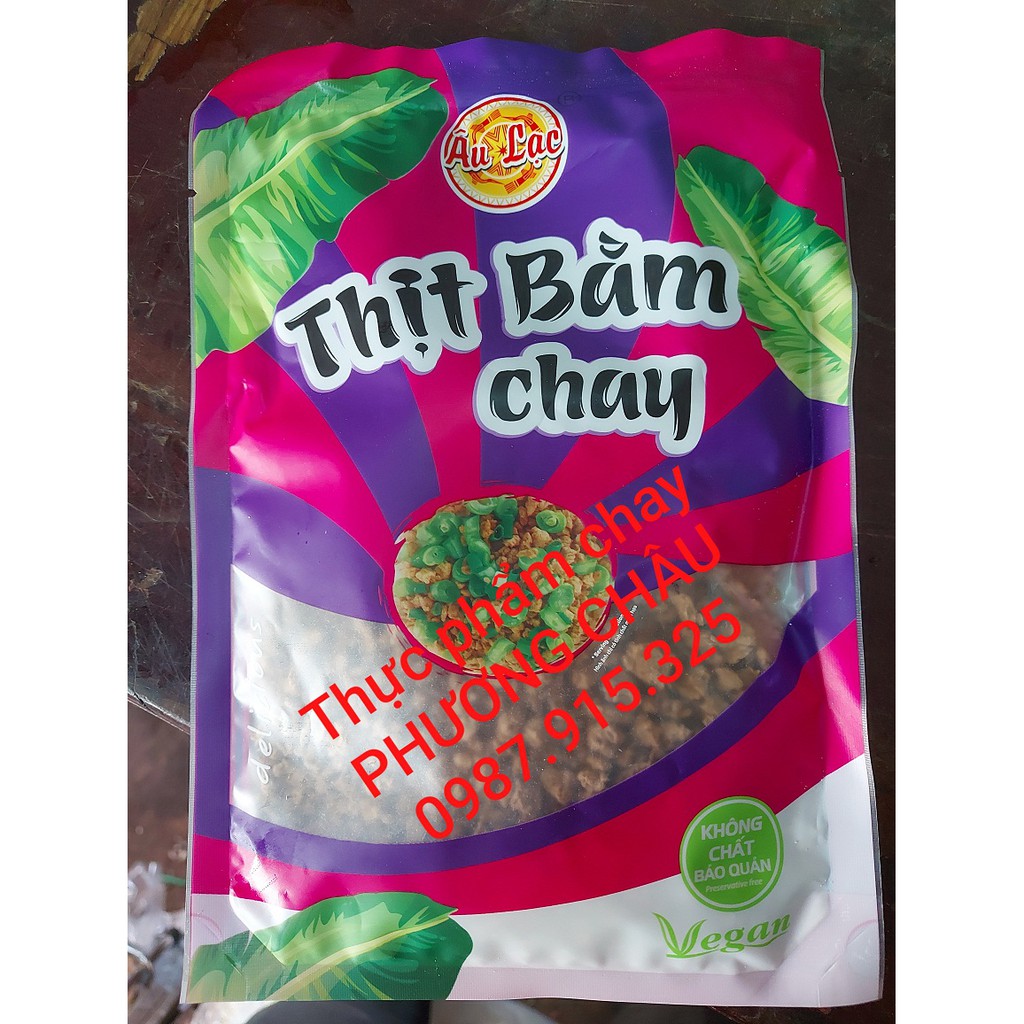 Âu Lạc
®
Thịt Bằm
chay
Thực phẩm chay
PHƯƠNG CHÂU
0987.915.325
KHÔNG
CHẤT
BẢO QUẢN
Preservative free
Vegan